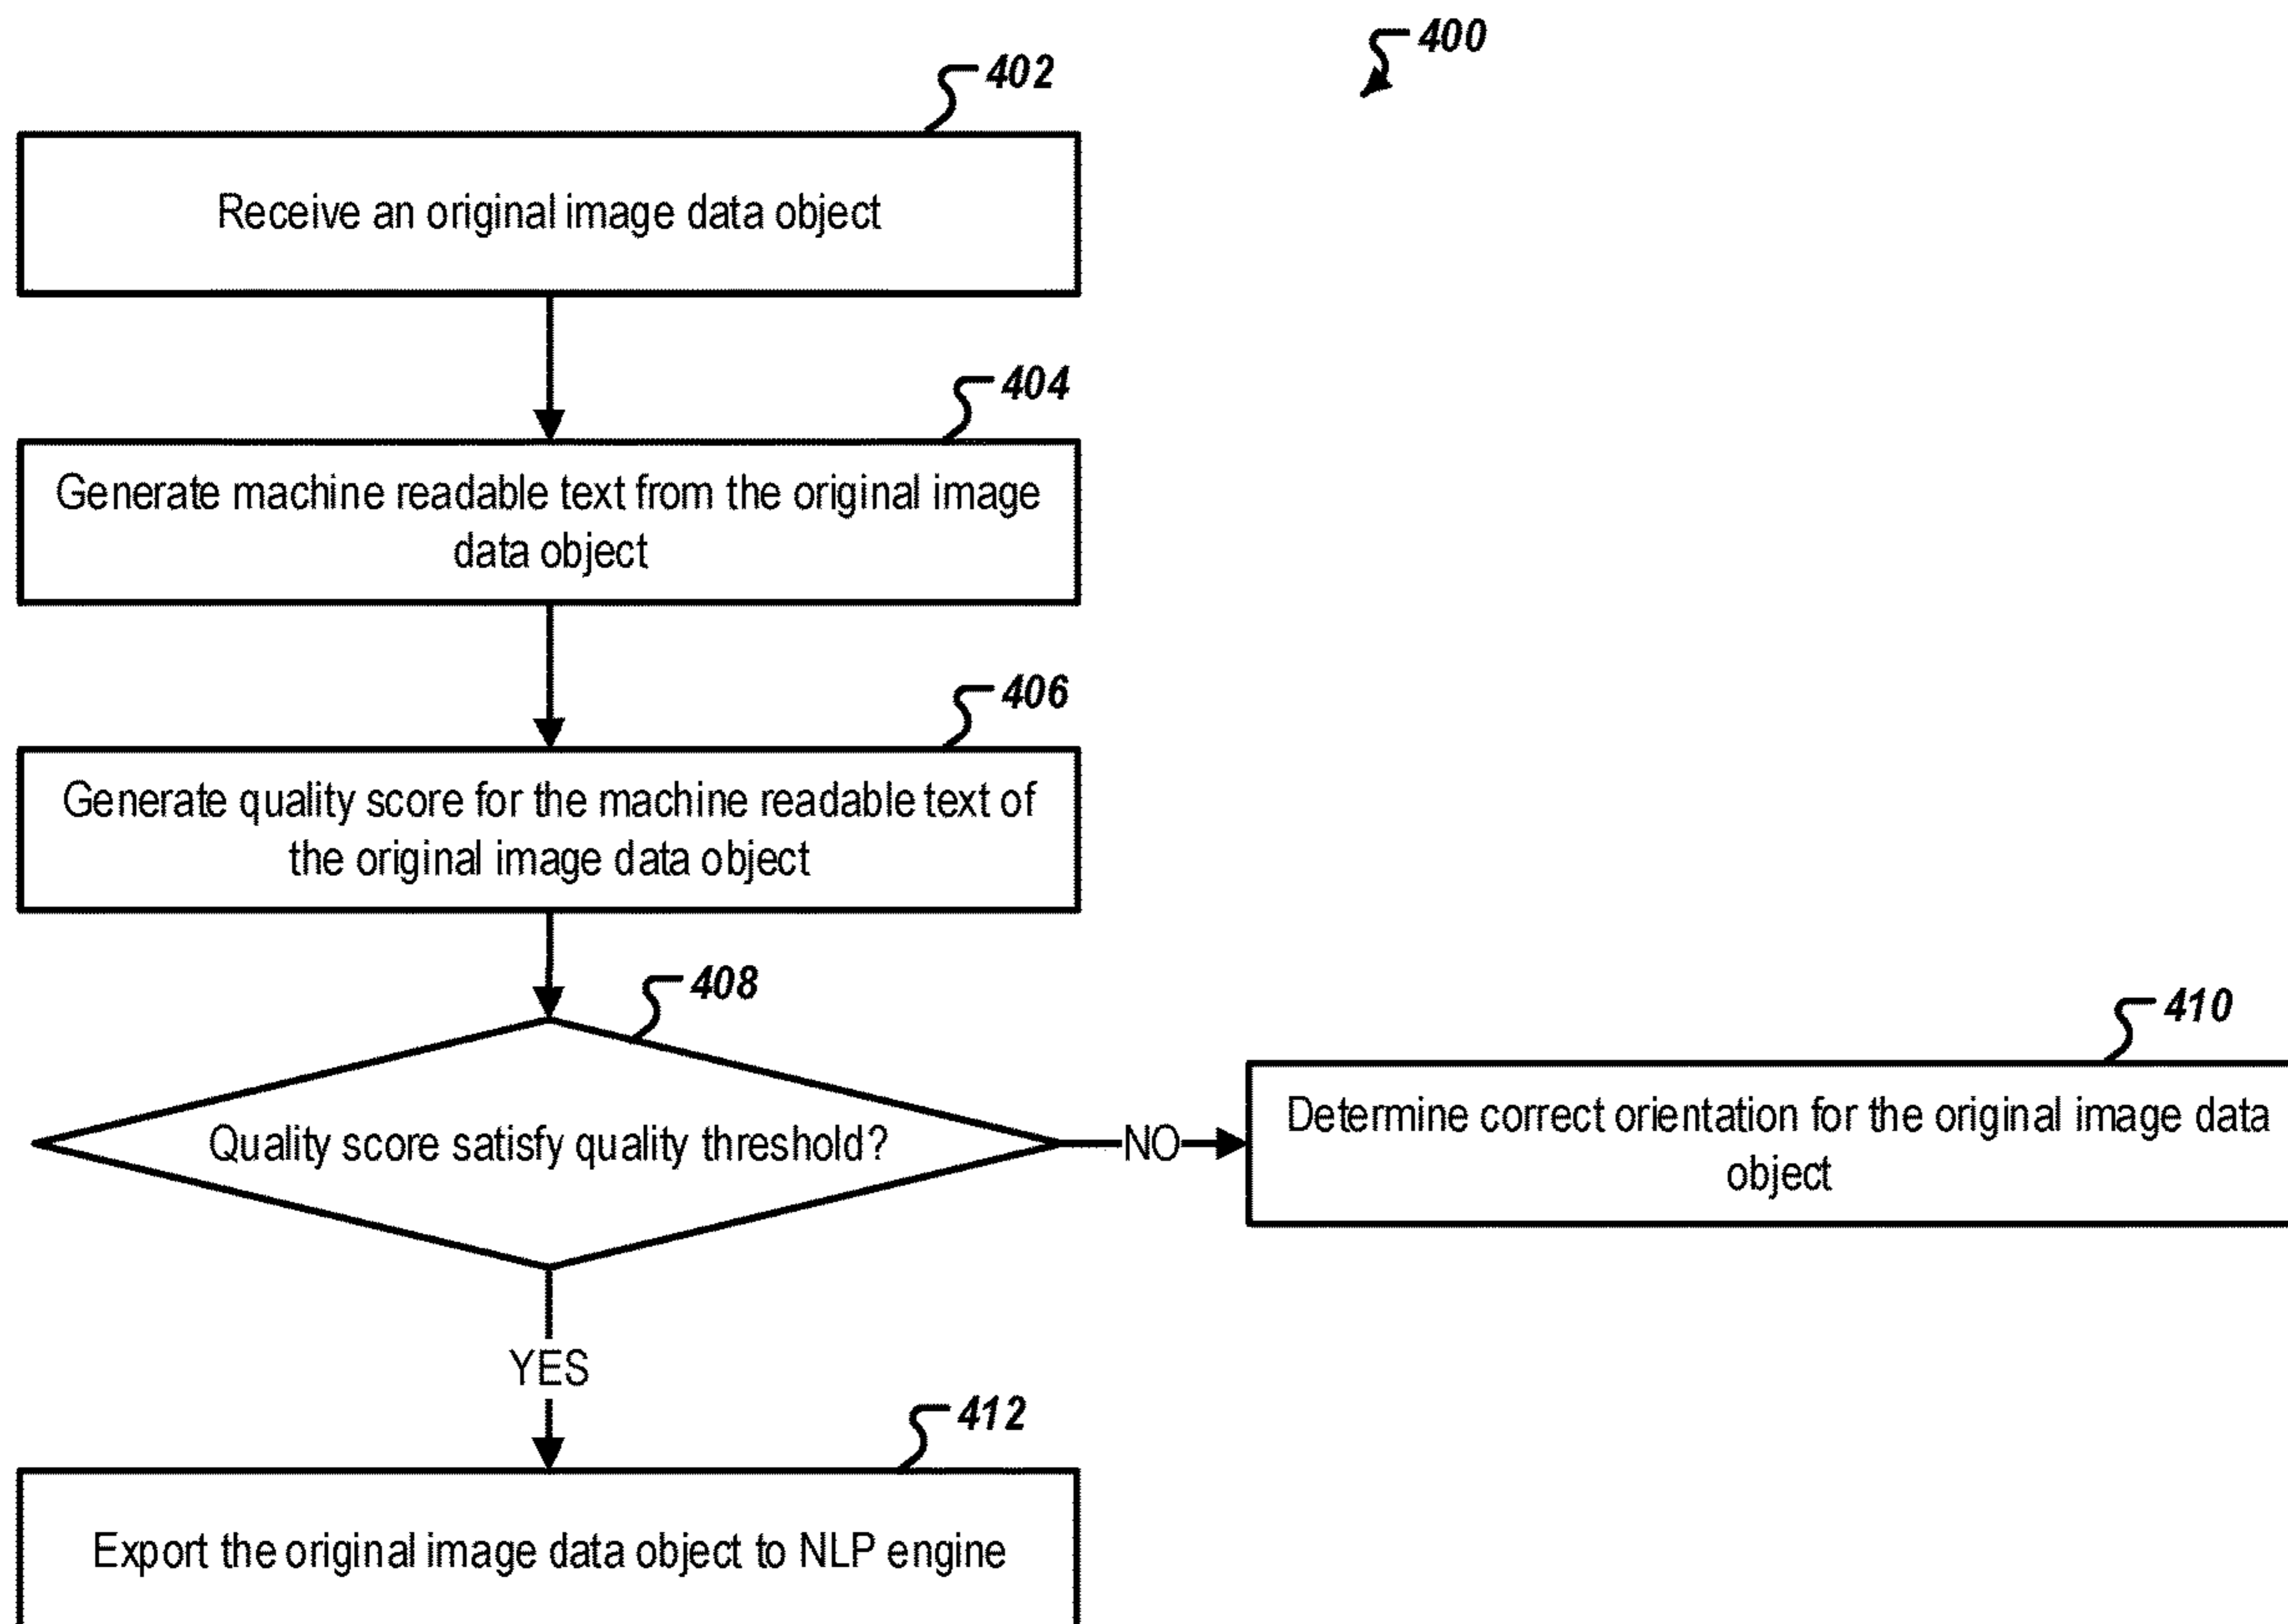 400
402
Receive an original image data object
404
Generate machine readable text from the original image
data object
406
Generate quality score for the machine readable text of
the original image data object
408
Quality score satisfy quality threshold?
NO
410
Determine correct orientation for the original image data
object
YES
412
Export the original image data object to NLP engine